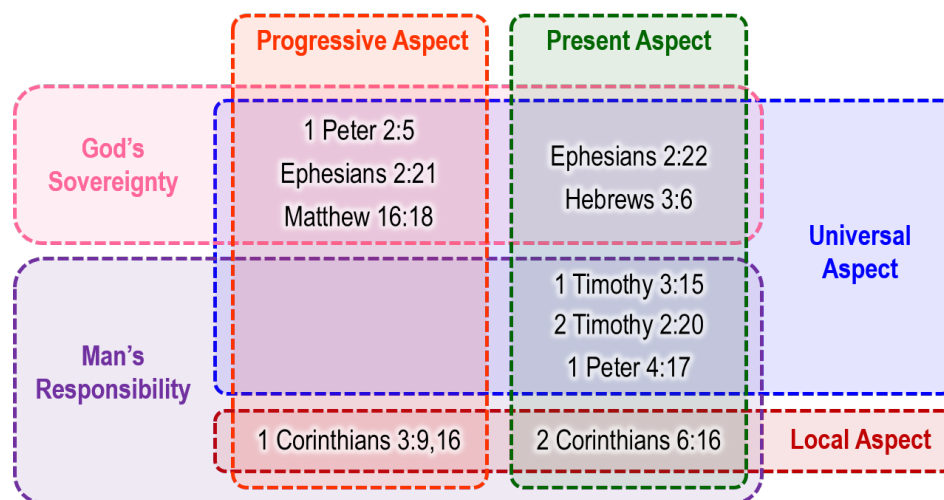 Progressive Aspect
Present Aspect
God's
Sovereignty
1 Peter 2:5
Ephesians 2:21
Matthew 16:18
Ephesians 2:22
Hebrews 3:6
Universal
Aspect
Man's
Responsibility
1 Timothy 3:15
2 Timothy 2:20
1 Peter 4:17
1 Corinthians 3:9,16
2 Corinthians 6:16
Local Aspect